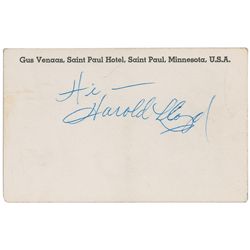 Gus Venaas, Saint Paul Hotel, Saint Paul, Minnesota, U.S.A.
Hi —
Harold Lloyd